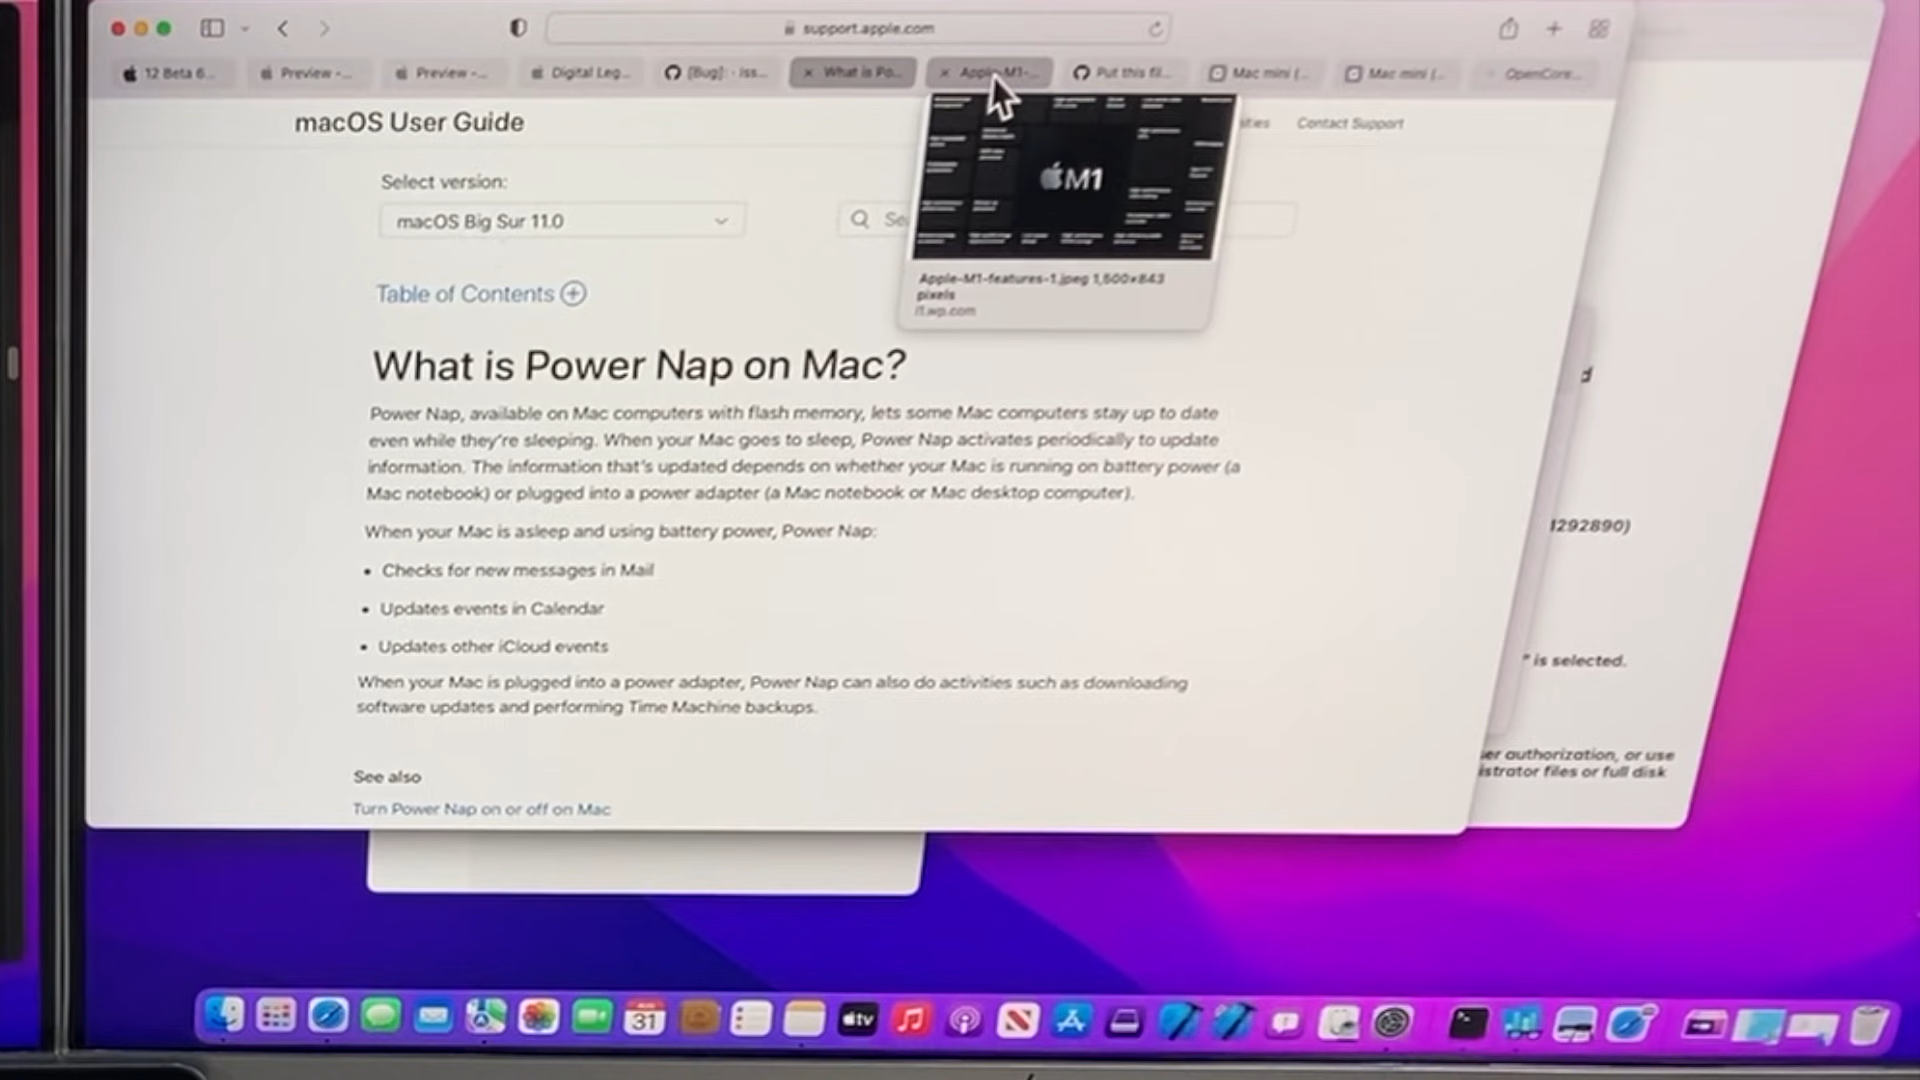 support.apple.com
12 Beta 6...
Preview -...
Preview -...
Digital Leg...
[Bug]: · Iss...
What is Po...
Apple-M1-...
Put this fil...
Mac mini (...
Mac mini (...
OpenCore...
macOS User Guide
Contact Support
Select version:
macOS Big Sur 11.0
M1
Apple-M1-features-1.jpeg 1,600×843
pixels
i1.wp.com
Table of Contents
What is Power Nap on Mac?
Power Nap, available on Mac computers with flash memory, lets some Mac computers stay up to date
even while they're sleeping. When your Mac goes to sleep, Power Nap activates periodically to update
information. The information that's updated depends on whether your Mac is running on battery power (a
Mac notebook) or plugged into a power adapter (a Mac notebook or Mac desktop computer).
When your Mac is asleep and using battery power, Power Nap:
• Checks for new messages in Mail
• Updates events in Calendar
• Updates other iCloud events
When your Mac is plugged into a power adapter, Power Nap can also do activities such as downloading
software updates and performing Time Machine backups.
See also
Turn Power Nap on or off on Mac
1292890)
" is selected.
er authorization, or use
istrator files or full disk
31
tv